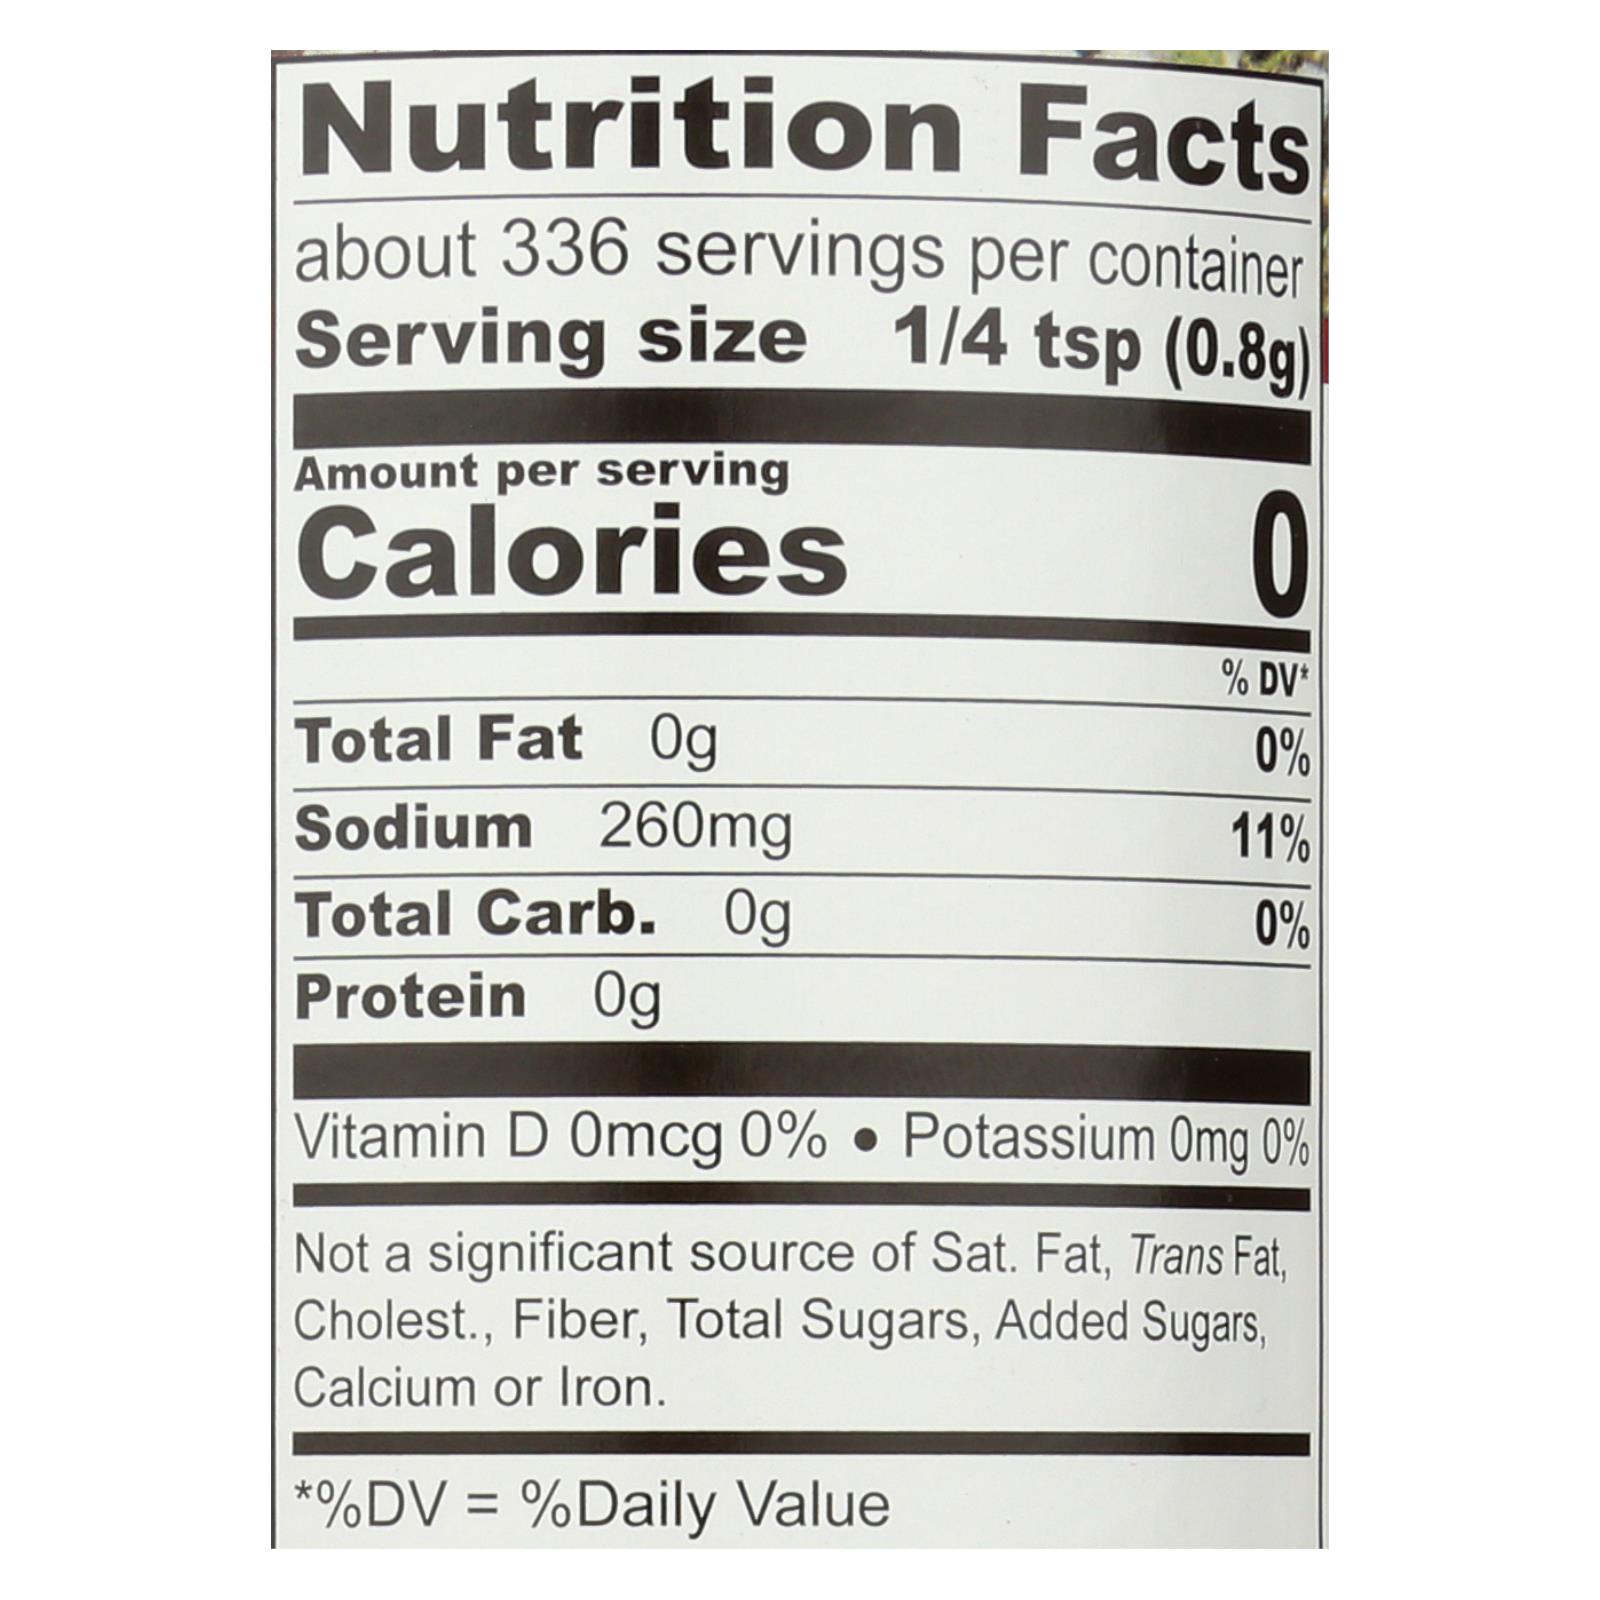 Nutrition Facts
about 336 servings per container
Serving size 1/4 tsp (0.8g)
Amount per serving
Calories 0
% DV*
Total Fat 0g 0%
Sodium 260mg 11%
Total Carb. 0g 0%
Protein 0g
Vitamin D 0mcg 0% • Potassium 0mg 0%
Not a significant source of Sat. Fat, Trans Fat,
Cholest., Fiber, Total Sugars, Added Sugars,
Calcium or Iron.
*%DV = %Daily Value